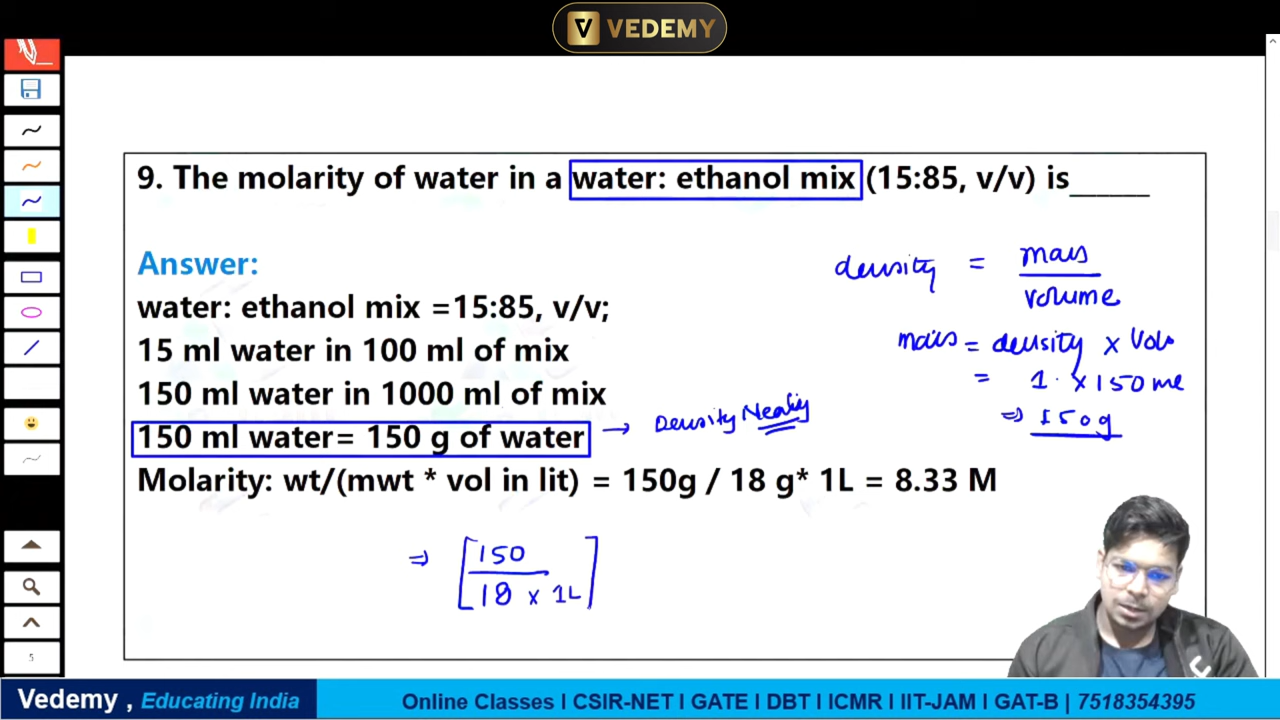 VEDEMY
9. The molarity of water in a water: ethanol mix (15:85, v/v) is_____
Answer:
water: ethanol mix =15:85, v/v;
15 ml water in 100 ml of mix
150 ml water in 1000 ml of mix
150 ml water= 150 g of water → Density Nearly
Molarity: wt/(mwt * vol in lit) = 150g / 18 g* 1L = 8.33 M
⇒ [150
18 × 1L]
density = mass
volume
mass = density × Vol
= 1 × 150 ml
⇒ 150g
5
Vedemy , Educating India
Online Classes I CSIR-NET I GATE I DBT I ICMR I IIT-JAM I GAT-B | 7518354395